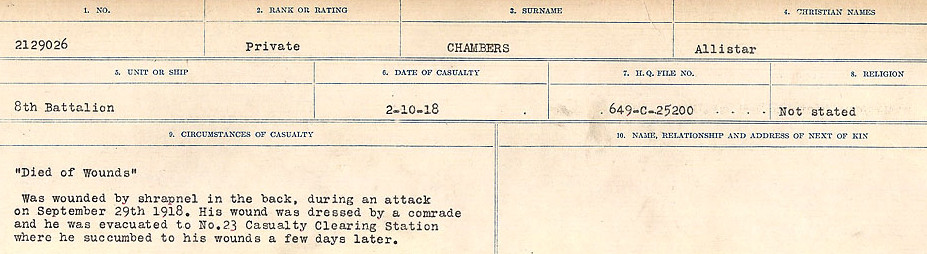 1. NO. 2. RANK OR RATING 3. SURNAME 4. CHRISTIAN NAMES
2129026 Private CHAMBERS Allistar
5. UNIT OR SHIP 6. DATE OF CASUALTY 7. H.Q. FILE NO. 8. RELIGION
8th Battalion 2-10-18 649-C-25200 Not stated
9. CIRCUMSTANCES OF CASUALTY 10. NAME, RELATIONSHIP AND ADDRESS OF NEXT OF KIN
"Died of Wounds"
Was wounded by shrapnel in the back, during an attack
on September 29th 1918. His wound was dressed by a comrade
and he was evacuated to No.23 Casualty Clearing Station
where he succumbed to his wounds a few days later.